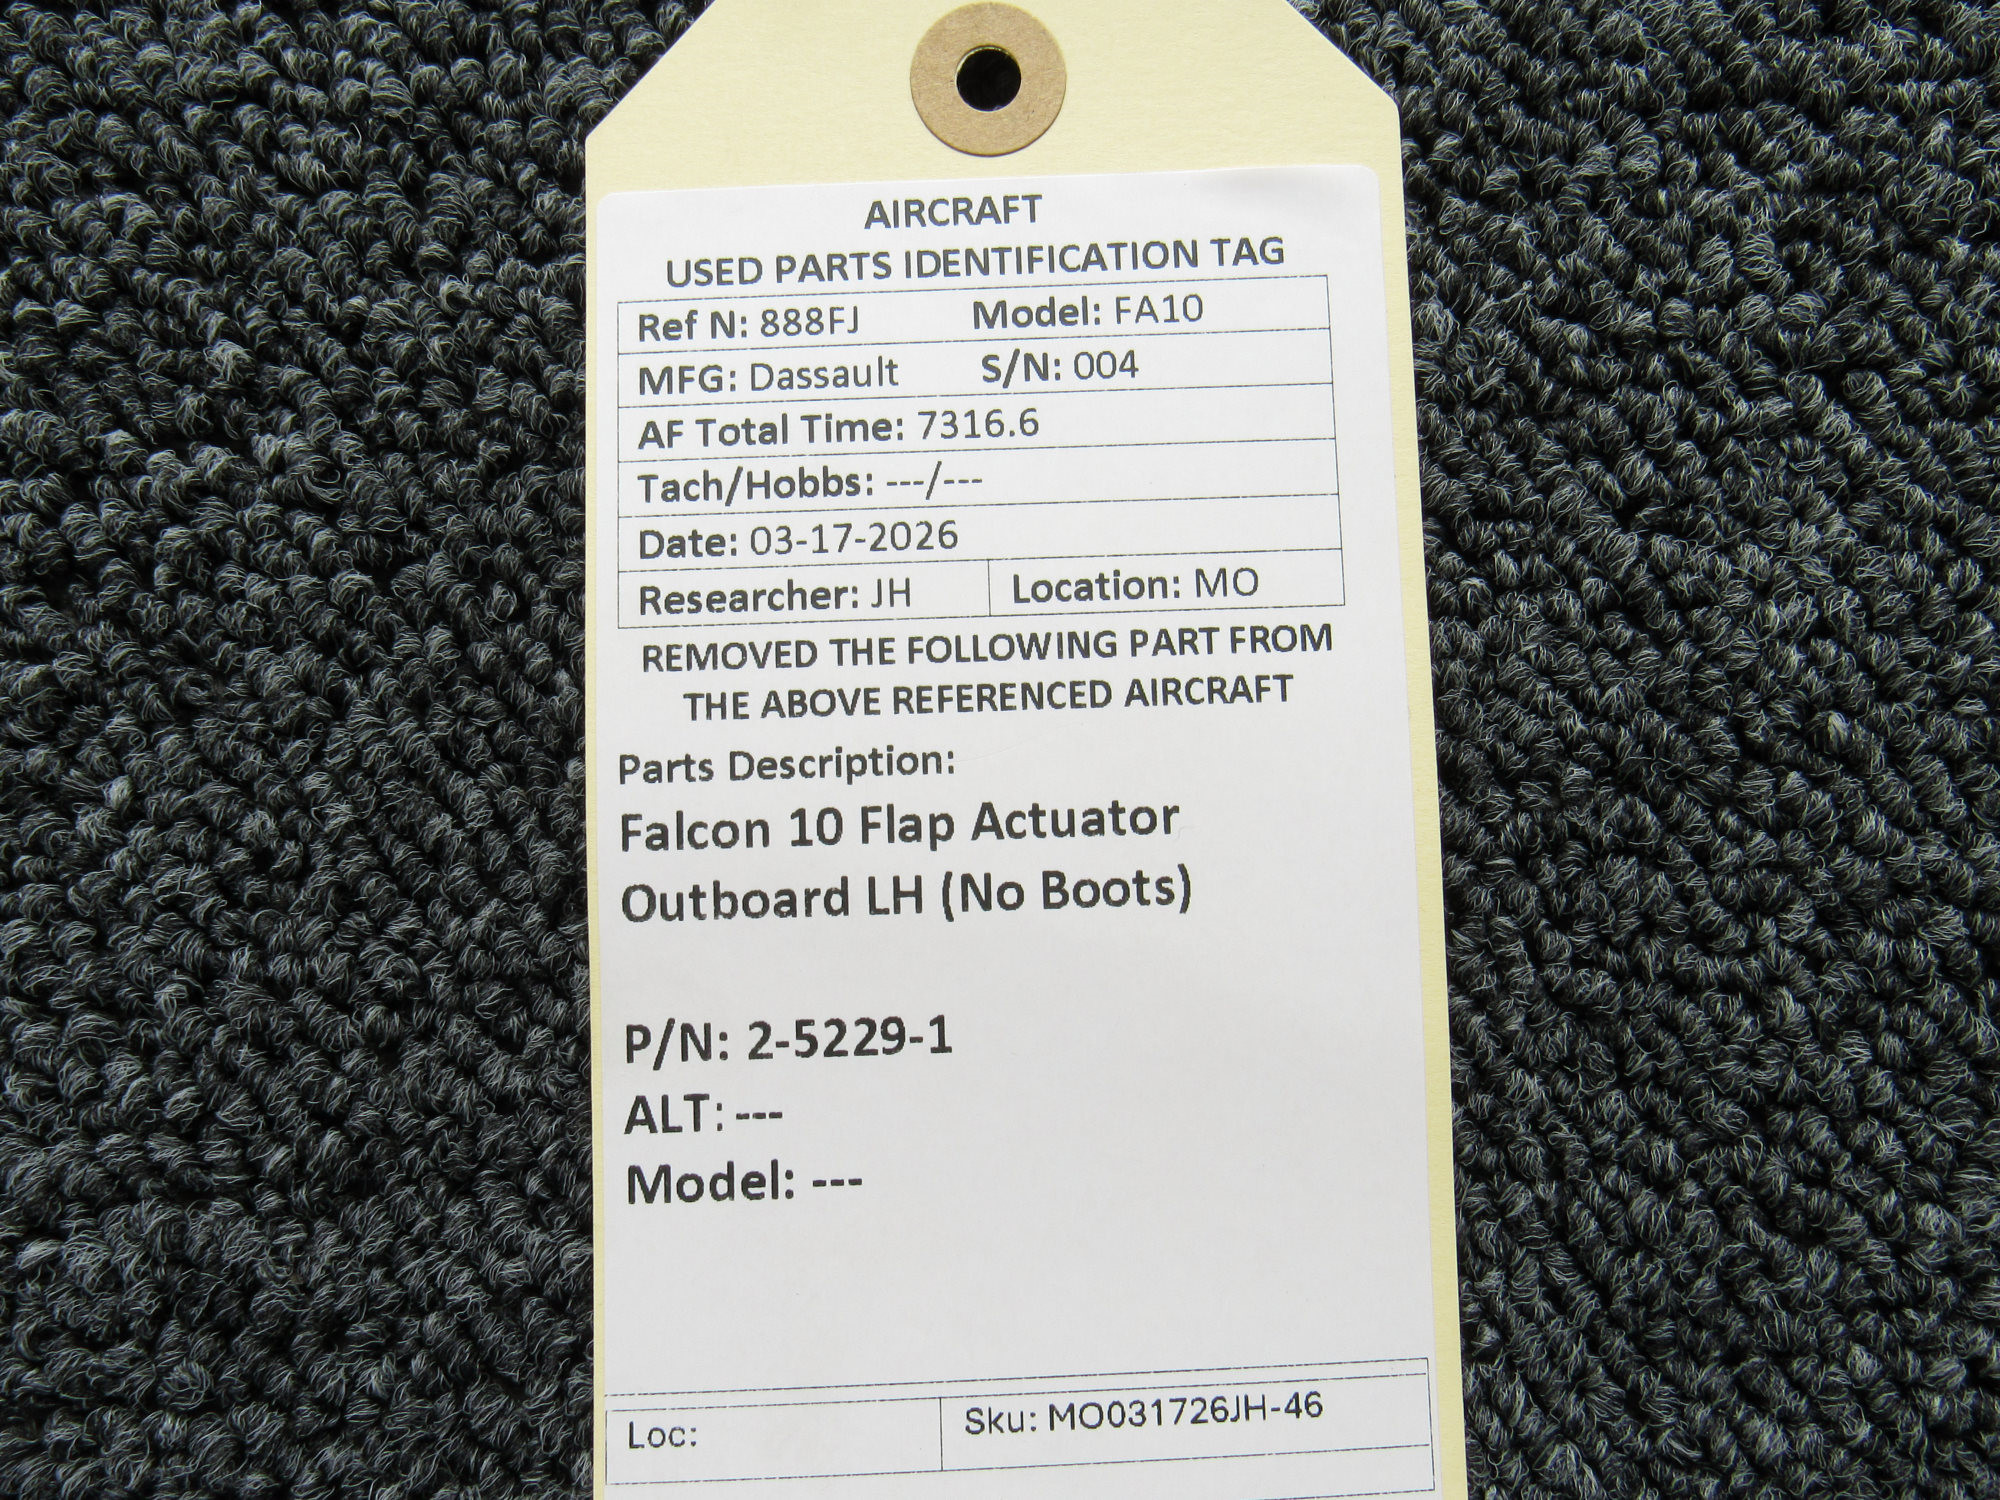 AIRCRAFT
USED PARTS IDENTIFICATION TAG
Ref N: 888FJ Model: FA10
MFG: Dassault S/N: 004
AF Total Time: 7316.6
Tach/Hobbs: ---/---
Date: 03-17-2026
Researcher: JH Location: MO
REMOVED THE FOLLOWING PART FROM
THE ABOVE REFERENCED AIRCRAFT
Parts Description:
Falcon 10 Flap Actuator
Outboard LH (No Boots)
P/N: 2-5229-1
ALT: ---
Model: ---
Loc: Sku: MO031726JH-46